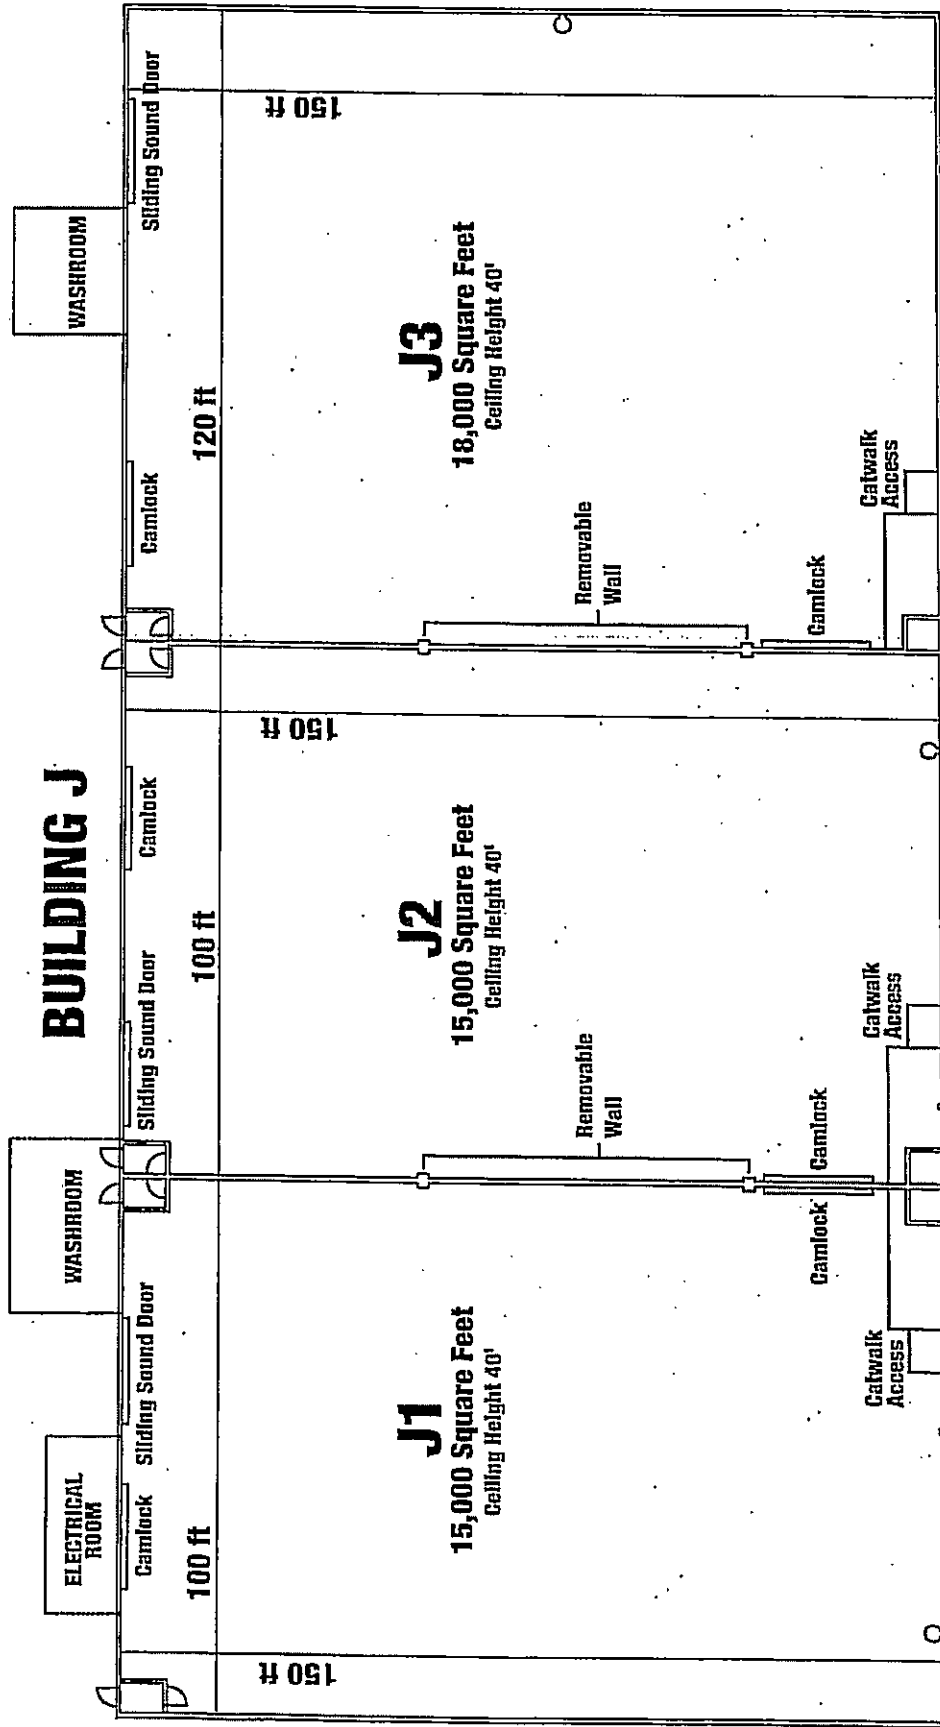 BUILDING J
ELECTRICAL
ROOM
WASHROOM
WASHROOM
Camlock
Sliding Sound Door
Sliding Sound Door
Camlock
Camlock
Sliding Sound Door
100 ft
100 ft
120 ft
150 ft
150 ft
150 ft
J1
15,000 Square Feet
Ceiling Height 40'
J2
15,000 Square Feet
Ceiling Height 40'
J3
18,000 Square Feet
Ceiling Height 40'
Removable
Wall
Removable
Wall
Camlock
Camlock
Camlock
Catwalk
Access
Catwalk
Access
Catwalk
Access